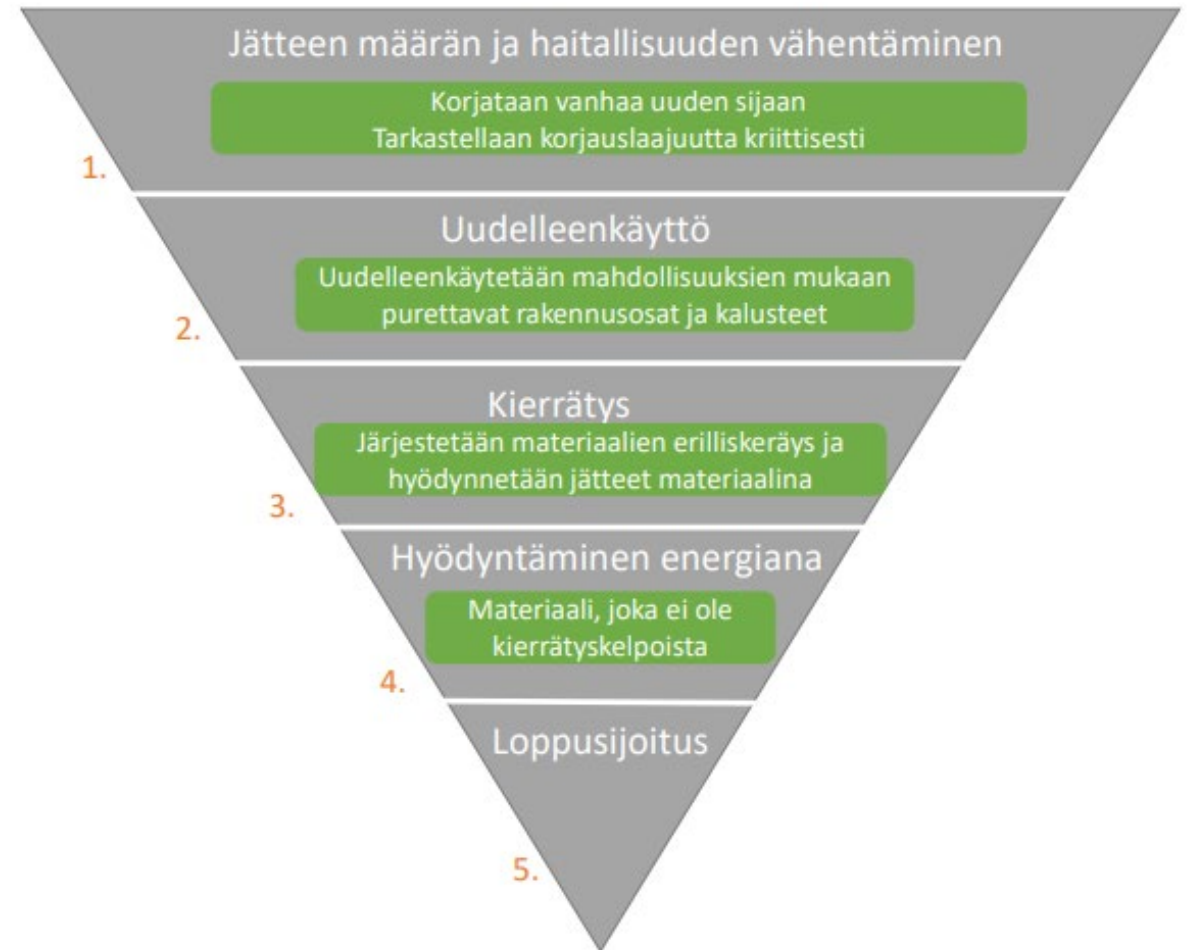 Jätteen määrän ja haitallisuuden vähentäminen
Korjataan vanhaa uuden sijaan
Tarkastellaan korjauslaajuutta kriittisesti
1.
Uudelleenkäyttö
Uudelleenkäytetään mahdollisuuksien mukaan
purettavat rakennusosat ja kalusteet
2.
Kierrätys
Järjestetään materiaalien erilliskeräys ja
hyödynnetään jätteet materiaalina
3.
Hyödyntäminen energiana
Materiaali, joka ei ole
kierrätyskelpoista
4.
Loppusijoitus
5.